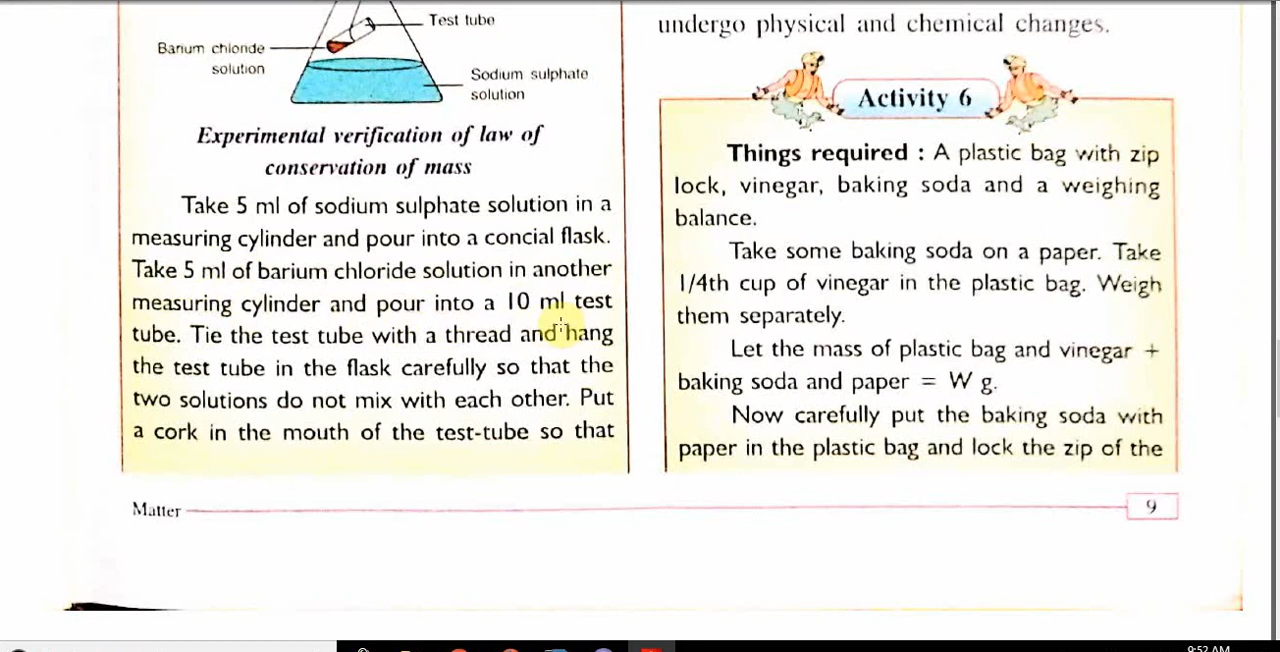 Test tube
Barium chloride
solution
Sodium sulphate
solution
Experimental verification of law of
conservation of mass
Take 5 ml of sodium sulphate solution in a
measuring cylinder and pour into a concial flask.
Take 5 ml of barium chloride solution in another
measuring cylinder and pour into a 10 ml test
tube. Tie the test tube with a thread and hang
the test tube in the flask carefully so that the
two solutions do not mix with each other. Put
a cork in the mouth of the test-tube so that
undergo physical and chemical changes.
Activity 6
Things required : A plastic bag with zip
lock, vinegar, baking soda and a weighing
balance.
Take some baking soda on a paper. Take
1/4th cup of vinegar in the plastic bag. Weigh
them separately.
Let the mass of plastic bag and vinegar +
baking soda and paper = W g.
Now carefully put the baking soda with
paper in the plastic bag and lock the zip of the
Matter
9
9:52 AM